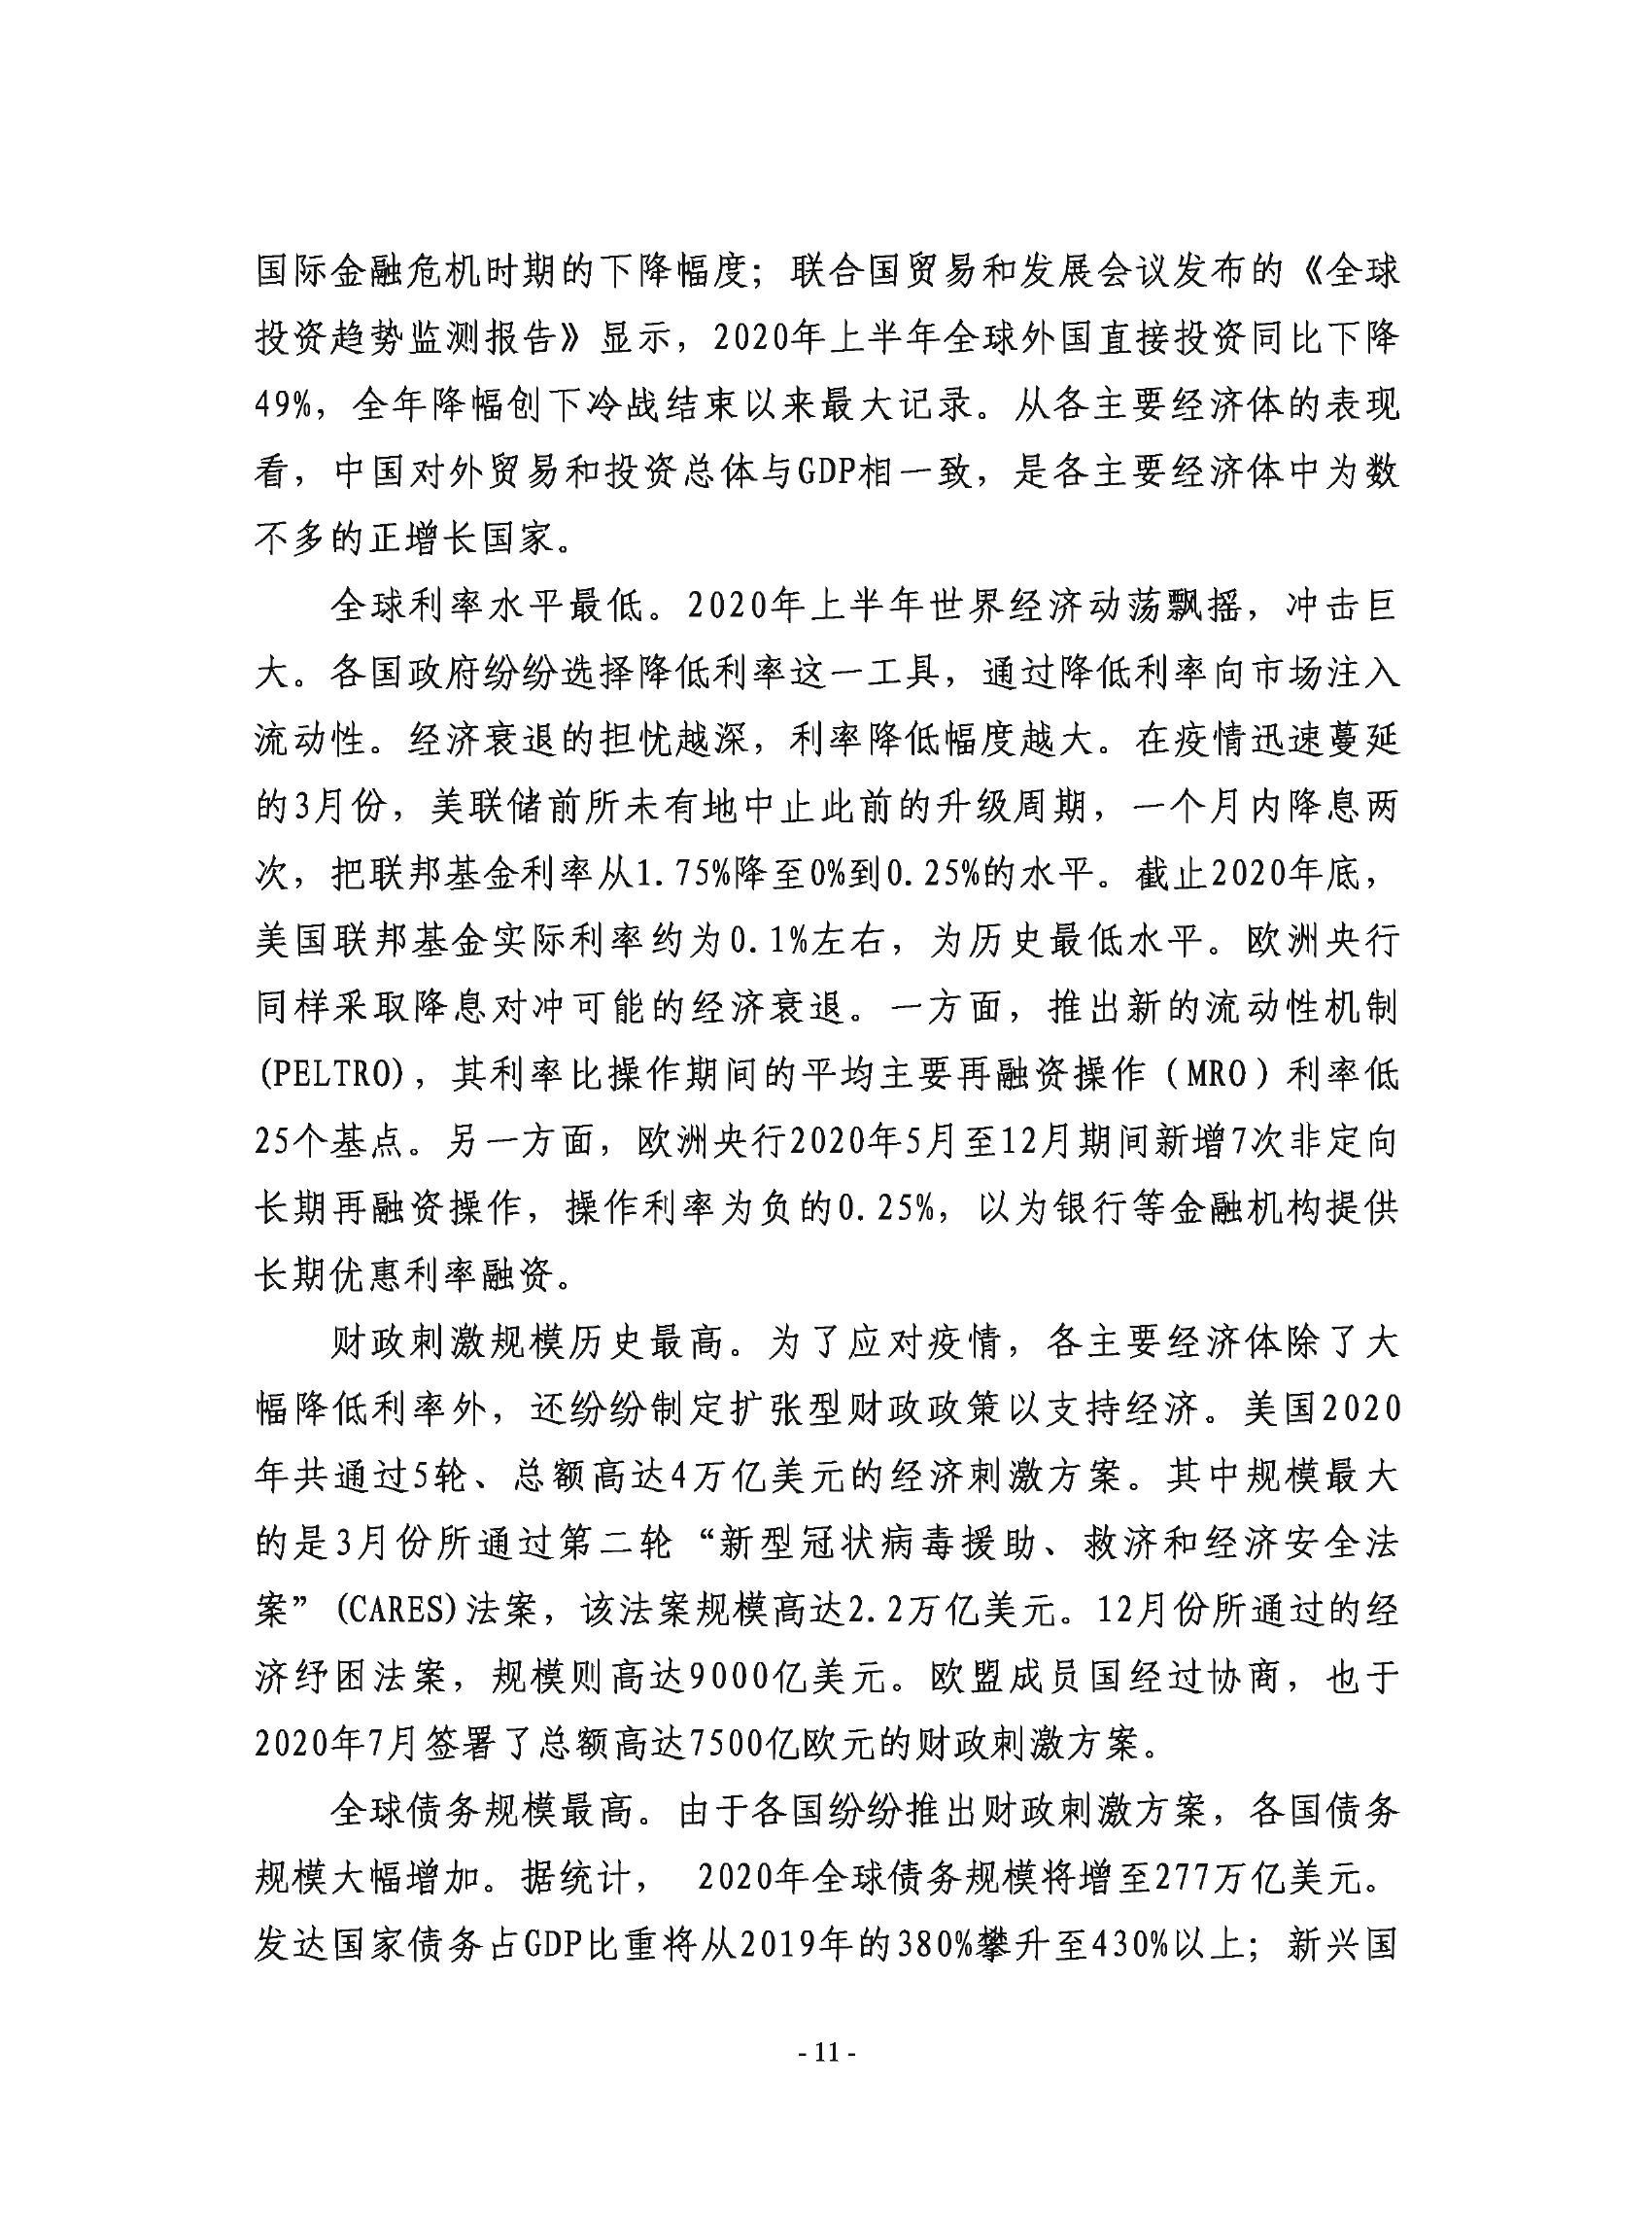 国际金融危机时期的下降幅度；联合国贸易和发展会议发布的《全球
投资趋势监测报告》显示，2020年上半年全球外国直接投资同比下降
49%，全年降幅创下冷战结束以来最大记录。从各主要经济体的表现
看，中国对外贸易和投资总体与GDP相一致，是各主要经济体中为数
不多的正增长国家。
全球利率水平最低。2020年上半年世界经济动荡飘摇，冲击巨
大。各国政府纷纷选择降低利率这一工具，通过降低利率向市场注入
流动性。经济衰退的担忧越深，利率降低幅度越大。在疫情迅速蔓延
的3月份，美联储前所未有地中止此前的升级周期，一个月内降息两
次，把联邦基金利率从1.75%降至0%到0.25%的水平。截止2020年底，
美国联邦基金实际利率约为0.1%左右，为历史最低水平。欧洲央行
同样采取降息对冲可能的经济衰退。一方面，推出新的流动性机制
(PELTRO)，其利率比操作期间的平均主要再融资操作（MRO）利率低
25个基点。另一方面，欧洲央行2020年5月至12月期间新增7次非定向
长期再融资操作，操作利率为负的0.25%，以为银行等金融机构提供
长期优惠利率融资。
财政刺激规模历史最高。为了应对疫情，各主要经济体除了大
幅降低利率外，还纷纷制定扩张型财政政策以支持经济。美国2020
年共通过5轮、总额高达4万亿美元的经济刺激方案。其中规模最大
的是3月份所通过第二轮“新型冠状病毒援助、救济和经济安全法
案”(CARES)法案，该法案规模高达2.2万亿美元。12月份所通过的经
济纾困法案，规模则高达9000亿美元。欧盟成员国经过协商，也于
2020年7月签署了总额高达7500亿欧元的财政刺激方案。
全球债务规模最高。由于各国纷纷推出财政刺激方案，各国债务
规模大幅增加。据统计， 2020年全球债务规模将增至277万亿美元。
发达国家债务占GDP比重将从2019年的380%攀升至430%以上；新兴国
- 11 -